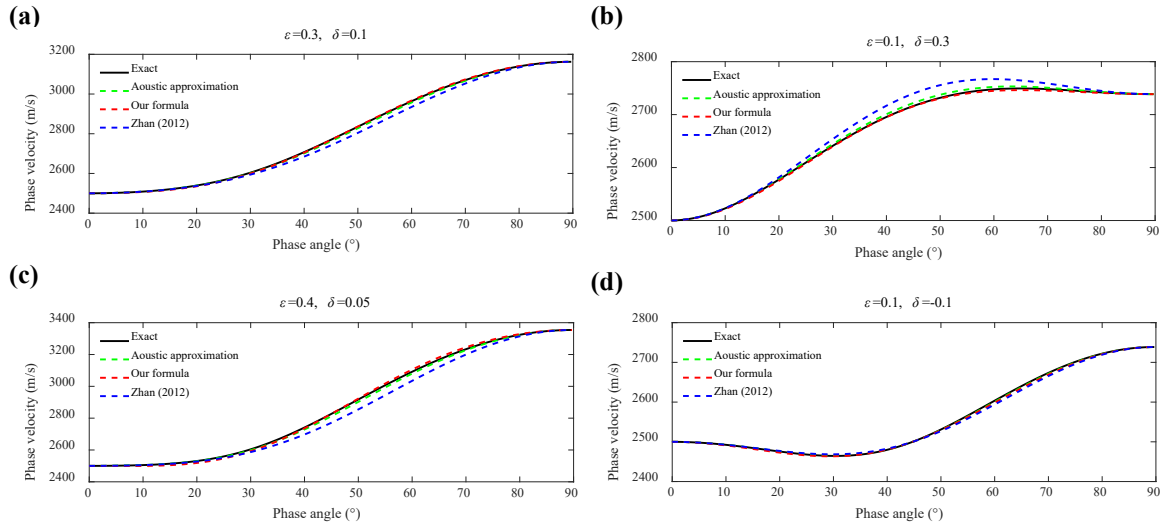 (a)
ε=0.3, δ=0.1
3200
3000
2800
2600
2400
Phase velocity (m/s)
Exact
Aoustic approximation
Our formula
Zhan (2012)
0 10 20 30 40 50 60 70 80 90
Phase angle (°)
(b)
ε=0.1, δ=0.3
2800
2700
2600
2500
Phase velocity (m/s)
Exact
Aoustic approximation
Our formula
Zhan (2012)
0 10 20 30 40 50 60 70 80 90
Phase angle (°)
(c)
ε=0.4, δ=0.05
3400
3200
3000
2800
2600
2400
Phase velocity (m/s)
Exact
Aoustic approximation
Our formula
Zhan (2012)
0 10 20 30 40 50 60 70 80 90
Phase angle (°)
(d)
ε=0.1, δ=-0.1
2800
2700
2600
2500
2400
Phase velocity (m/s)
Exact
Aoustic approximation
Our formula
Zhan (2012)
0 10 20 30 40 50 60 70 80 90
Phase angle (°)